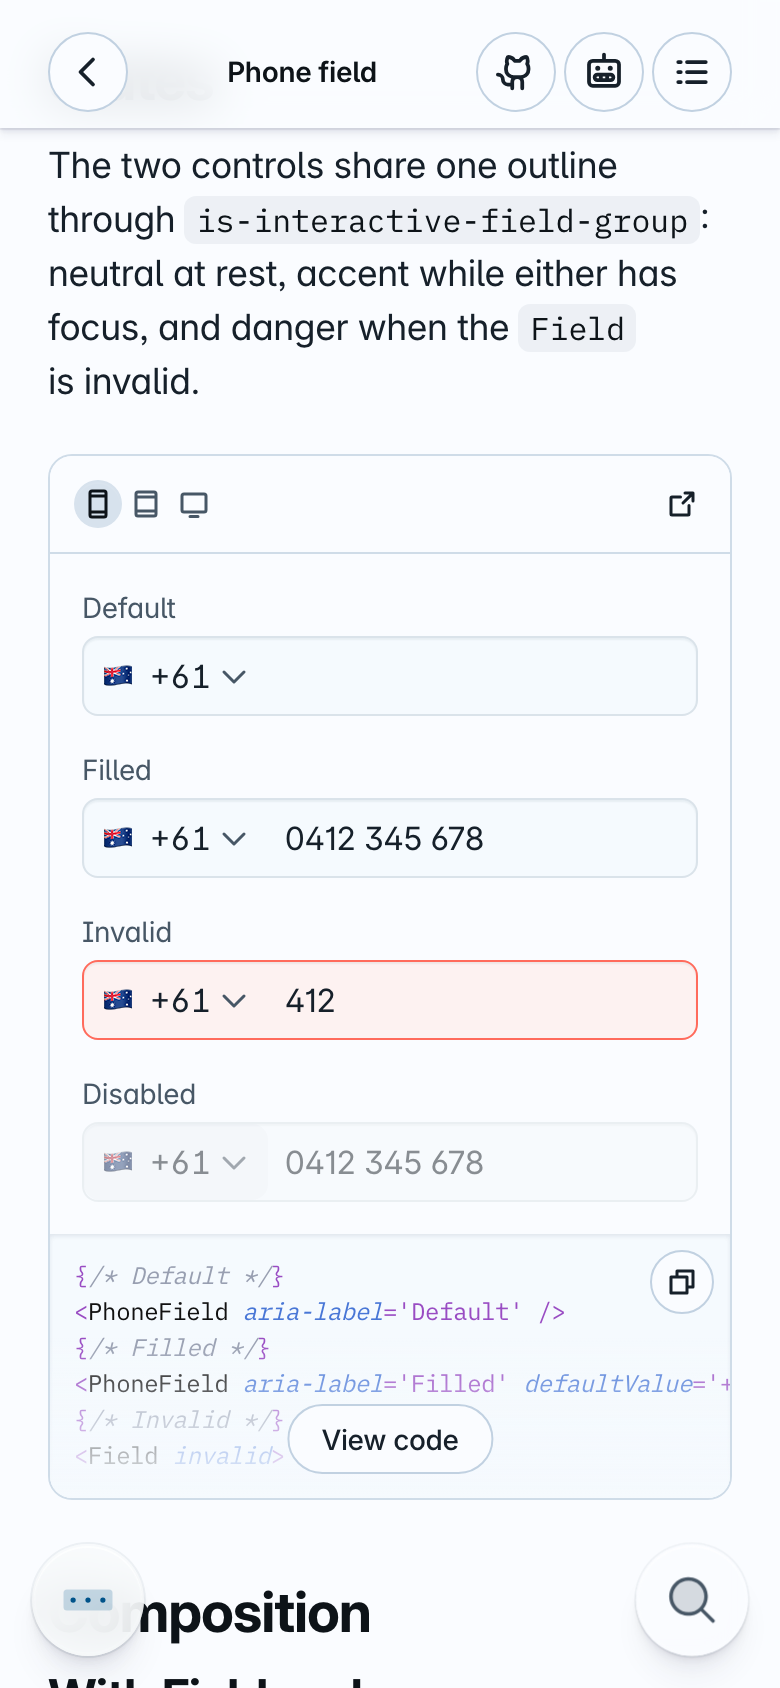 Phone field
The two controls share one outline
through is-interactive-field-group:
neutral at rest, accent while either has
focus, and danger when the Field
is invalid.
Default
+61
Filled
+61 0412 345 678
Invalid
+61 412
Disabled
+61 0412 345 678
{/* Default */}
<PhoneField aria-label='Default' />
{/* Filled */}
<PhoneField aria-label='Filled' defaultValue='+
{/* Invalid */}
<Field invalid>
View code
mposition